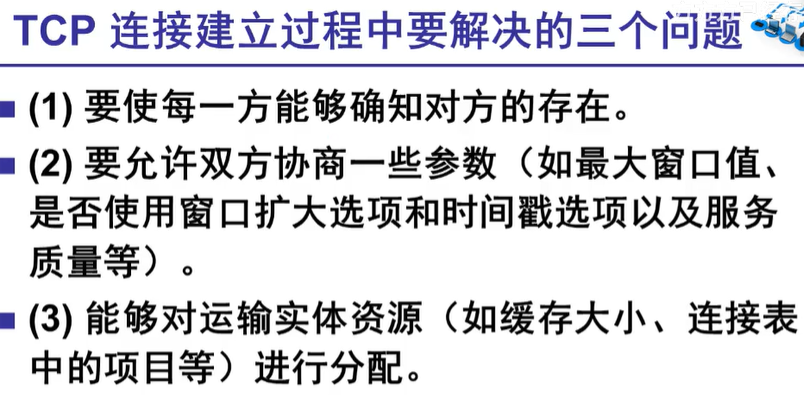 TCP 连接建立过程中要解决的三个问题
(1) 要使每一方能够确知对方的存在。
(2) 要允许双方协商一些参数（如最大窗口值、
是否使用窗口扩大选项和时间戳选项以及服务
质量等）。
(3) 能够对运输实体资源（如缓存大小、连接表
中的项目等）进行分配。